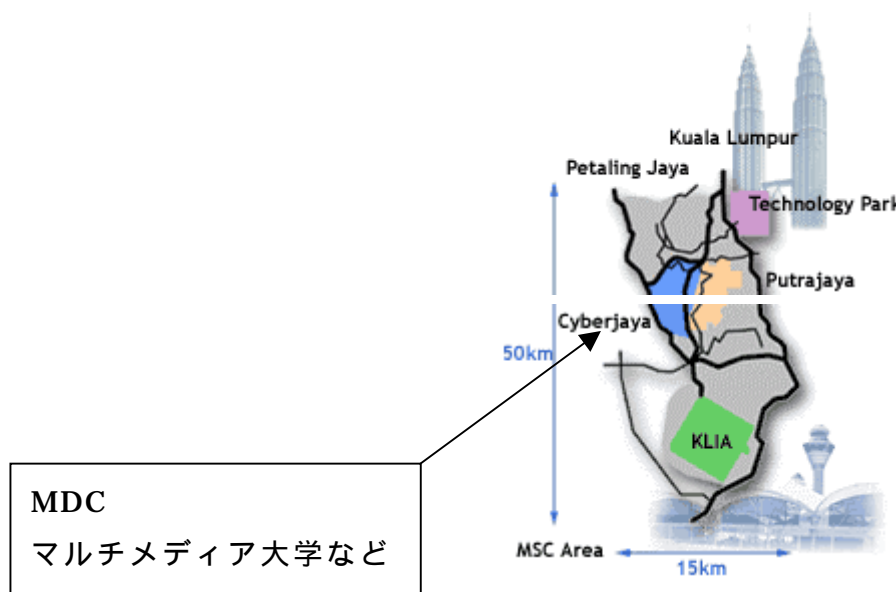 Kuala Lumpur
Petaling Jaya
Technology Park
Putrajaya
Cyberjaya
50km
KLIA
MDC
マルチメディア大学など
MSC Area
15km